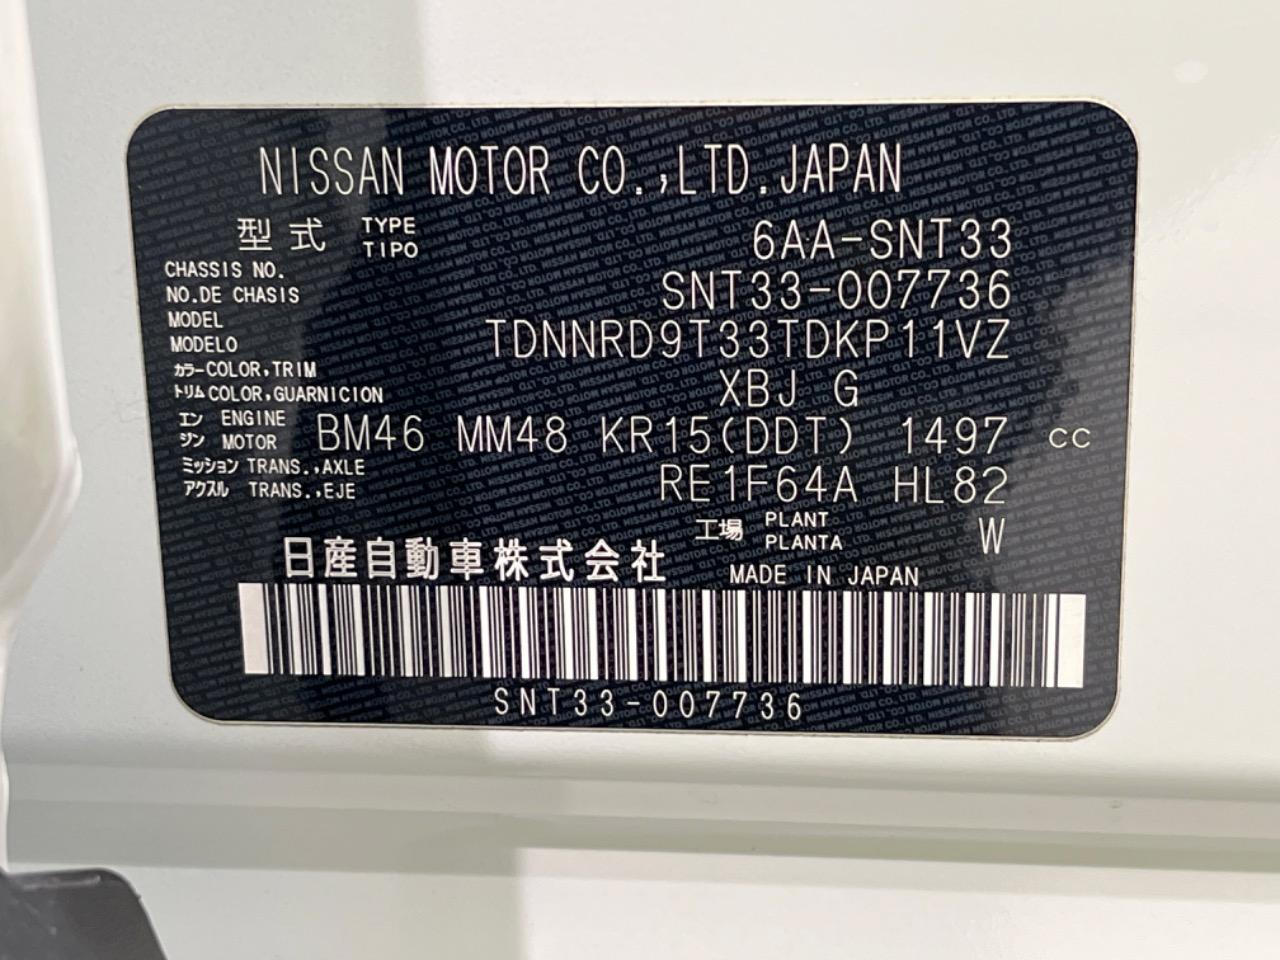 NISSAN MOTOR CO.,LTD.JAPAN
型式 TYPE TIPO 6AA-SNT33
CHASSIS NO. NO.DE CHASIS SNT33-007736
MODEL MODELO TDNNRD9T33TDKP11VZ
カラー COLOR,TRIM
トリム COLOR,GUARNICION XBJ G
エンジン ENGINE MOTOR BM46 MM48 KR15(DDT) 1497 CC
ミッション TRANS.,AXLE
アクスル TRANS.,EJE RE1F64A HL82
工場 PLANT PLANTA W
日産自動車株式会社 MADE IN JAPAN
SNT33-007736